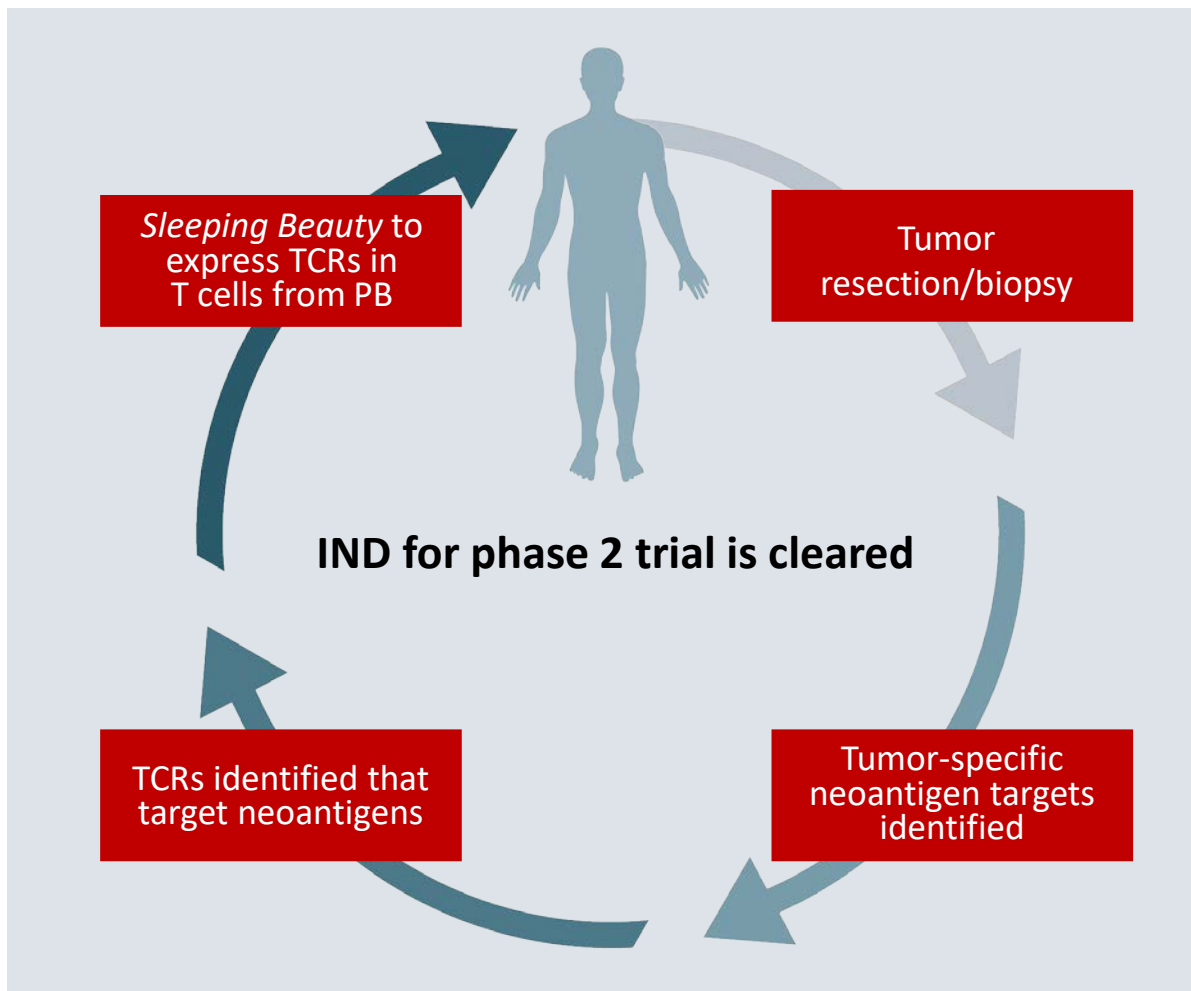 Sleeping Beauty to
express TCRs in
T cells from PB
Tumor
resection/biopsy
IND for phase 2 trial is cleared
TCRs identified that
target neoantigens
Tumor-specific
neoantigen targets
identified